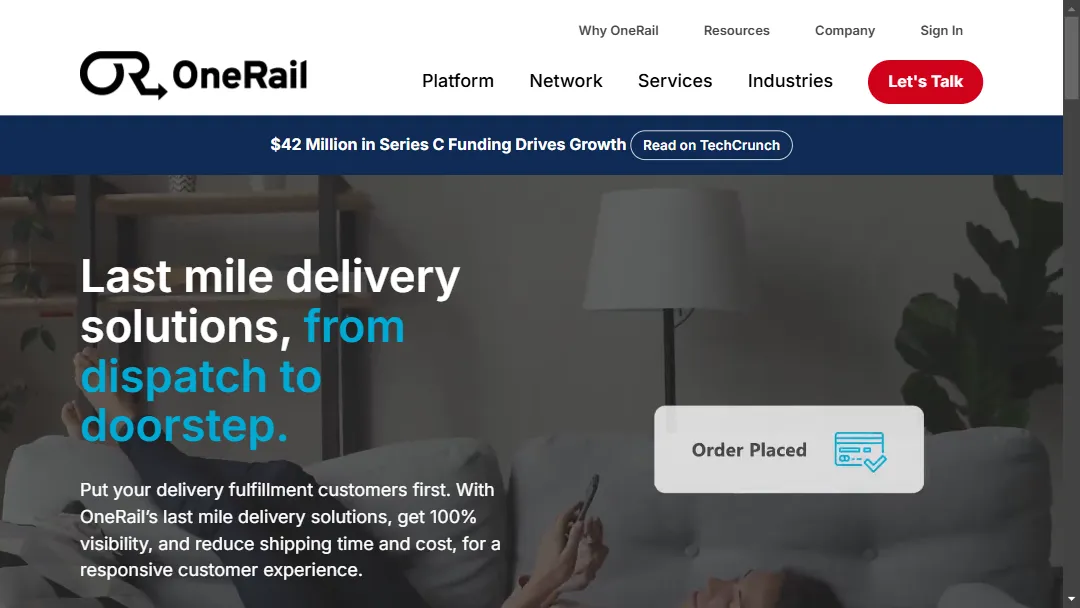 Why OneRail Resources Company Sign In
OneRail
Platform Network Services Industries Let's Talk
$42 Million in Series C Funding Drives Growth Read on TechCrunch
Last mile delivery
solutions, from
dispatch to
doorstep.
Order Placed
Put your delivery fulfillment customers first. With
OneRail’s last mile delivery solutions, get 100%
visibility, and reduce shipping time and cost, for a
responsive customer experience.